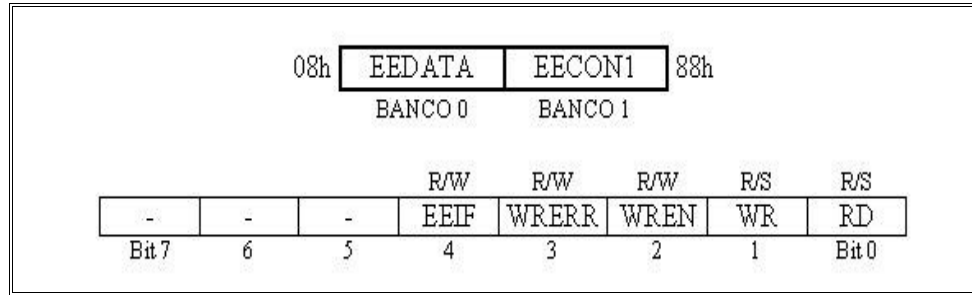 08h EEDATA EECON1 88h
BANCO 0 BANCO 1
R/W R/W R/W R/S R/S
- - - EEIF WRERR WREN WR RD
Bit 7 6 5 4 3 2 1 Bit 0